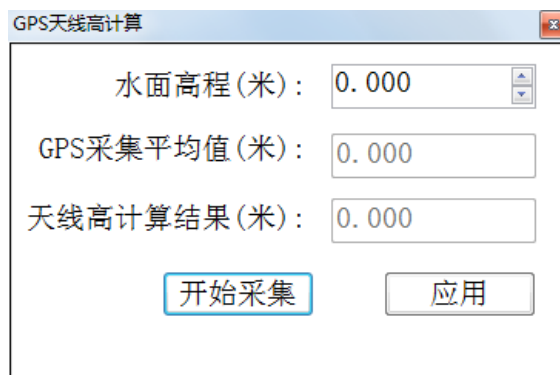 GPS天线高计算
水面高程(米): 0.000
GPS采集平均值(米): 0.000
天线高计算结果(米): 0.000
开始采集 应用